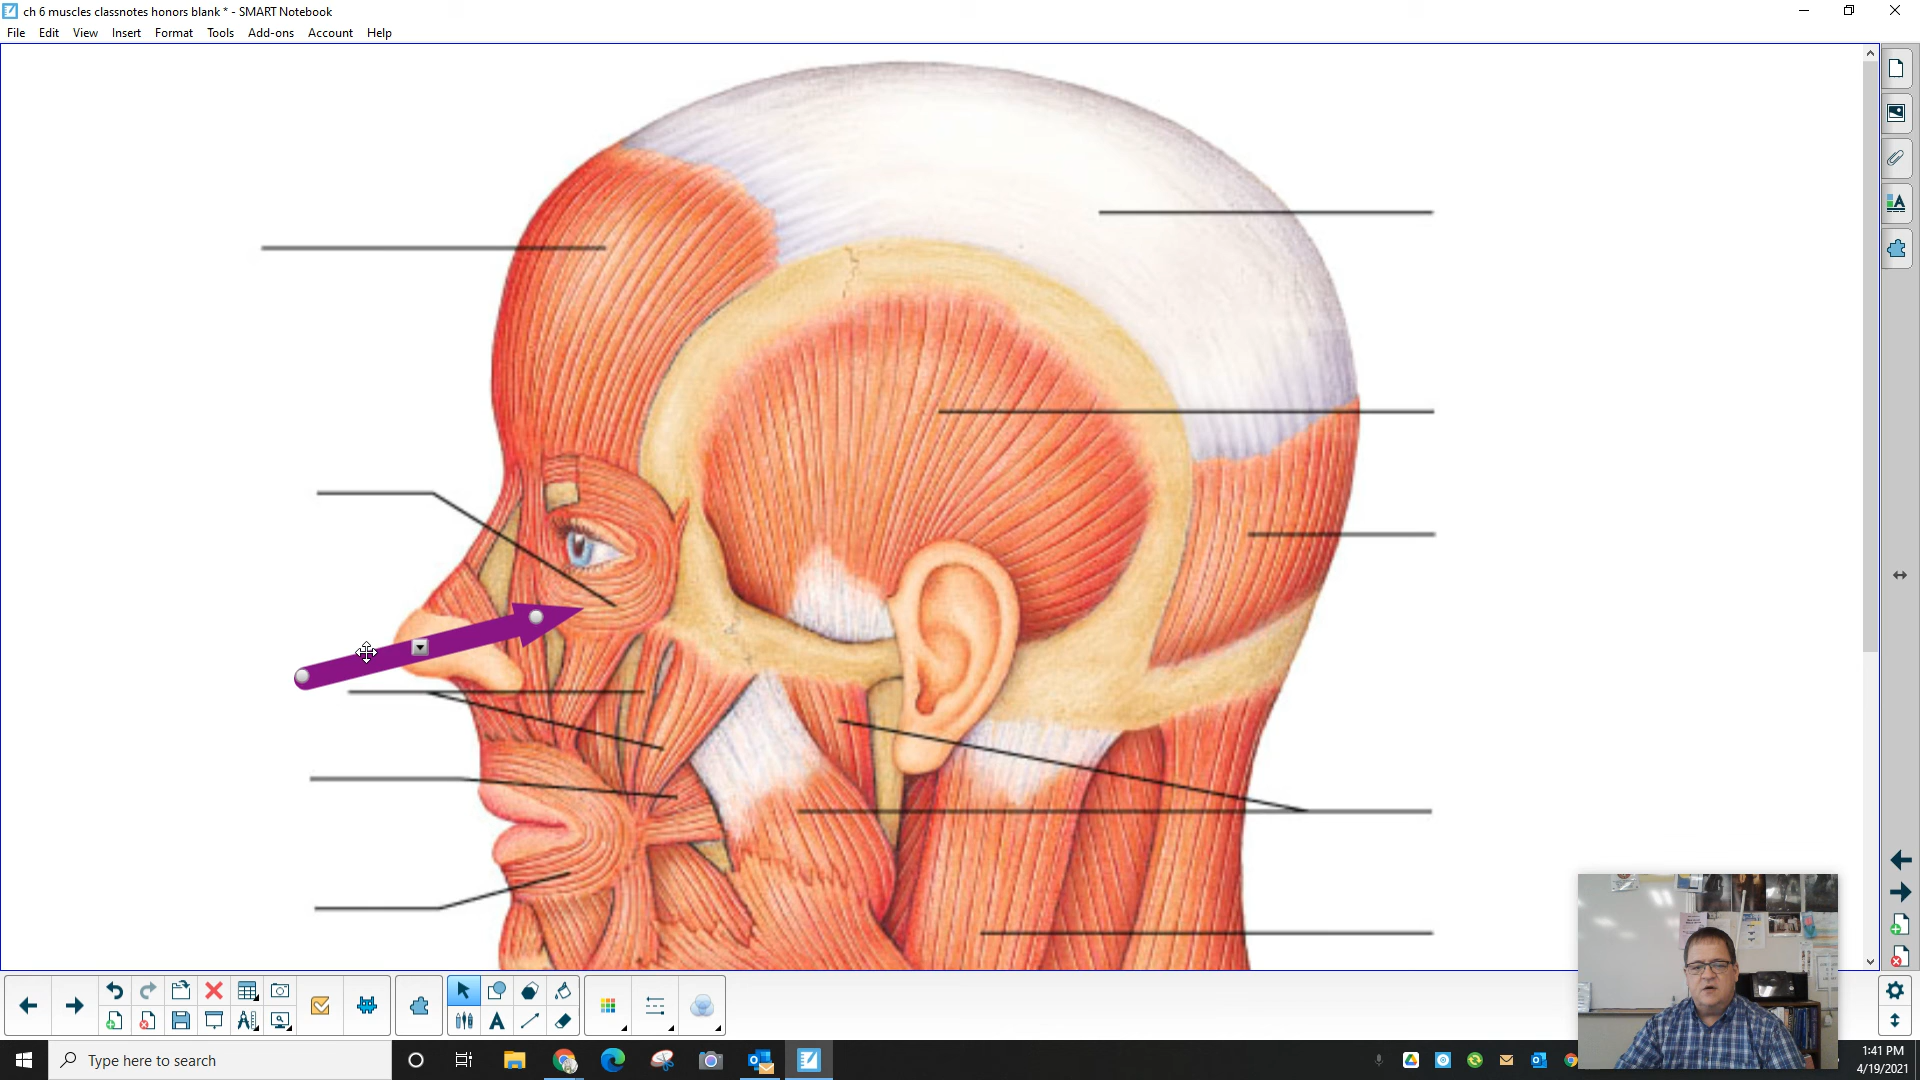 ch 6 muscles classnotes honors blank * - SMART Notebook
File Edit View Insert Format Tools Add-ons Account Help
Type here to search
1:41 PM
4/19/2021